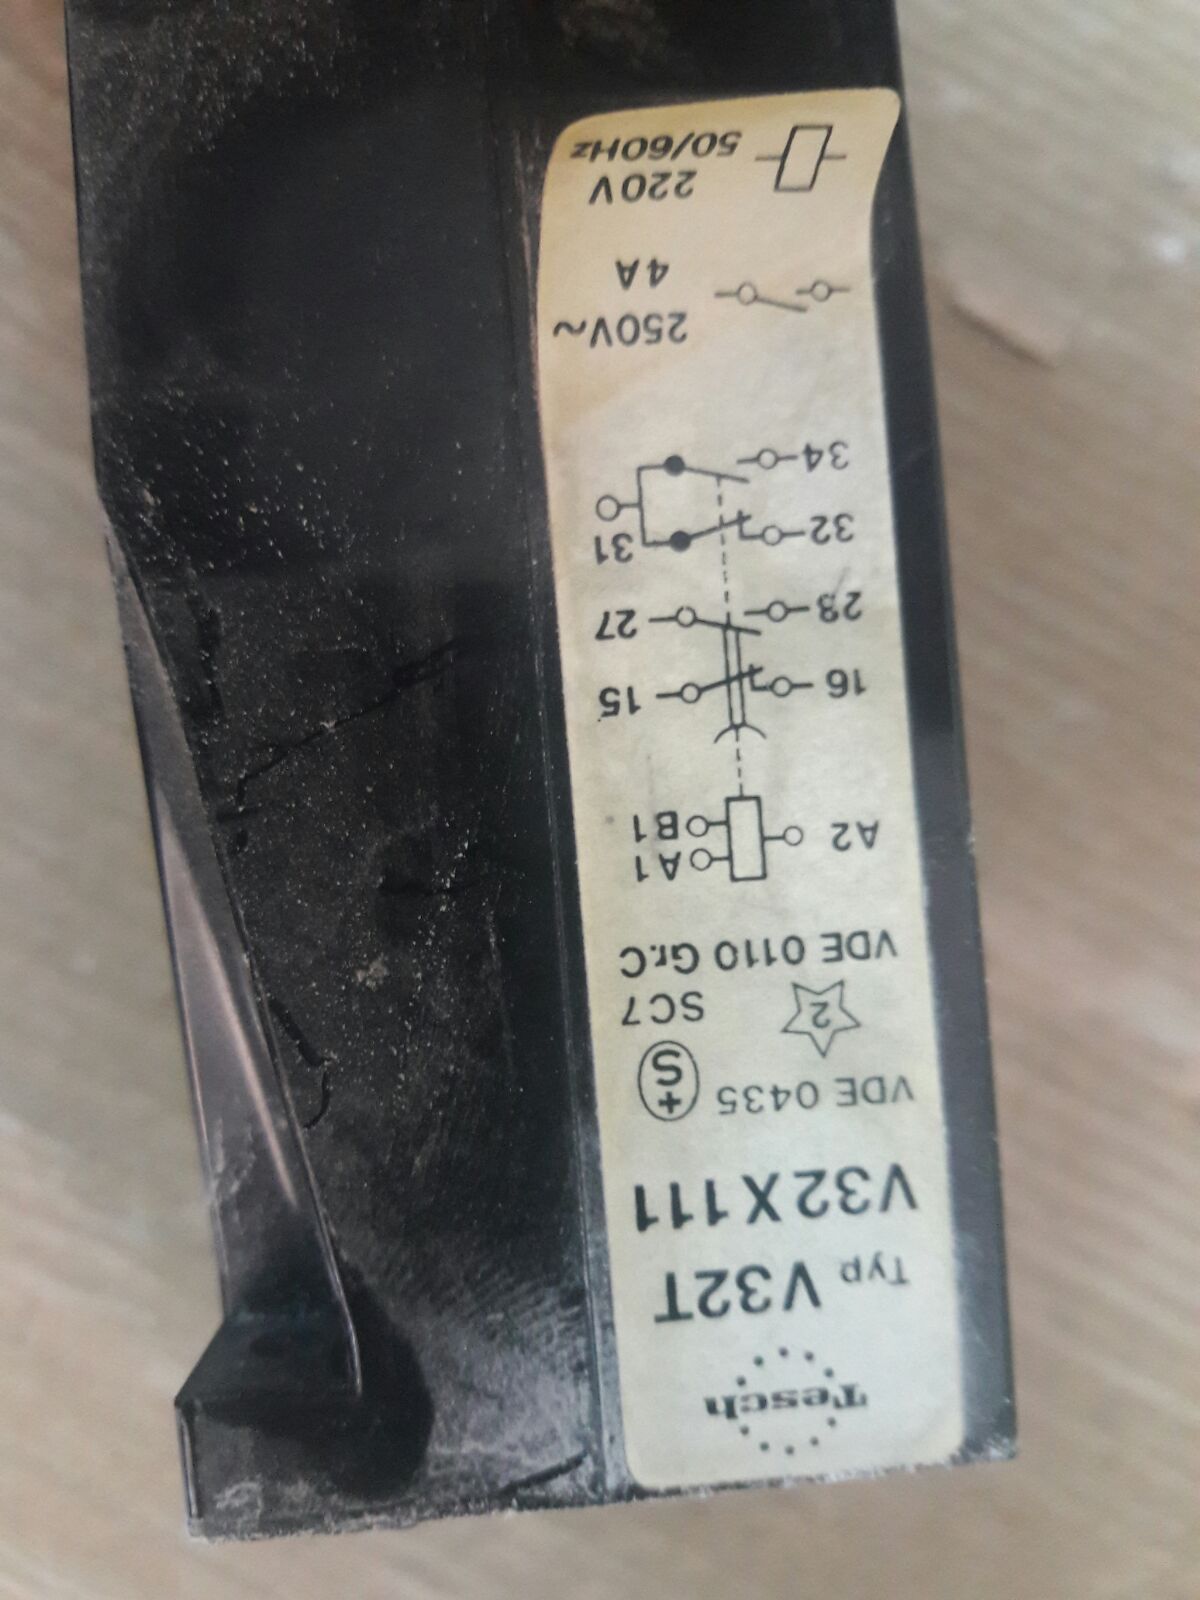 Tesch
Typ V32T
V32X111
VDE 0435 +S
2 SC7
VDE 0110 Gr.C
A1
A2 B1
16 15
28 27
32 31
34
250V~
4A
220V
50/60Hz